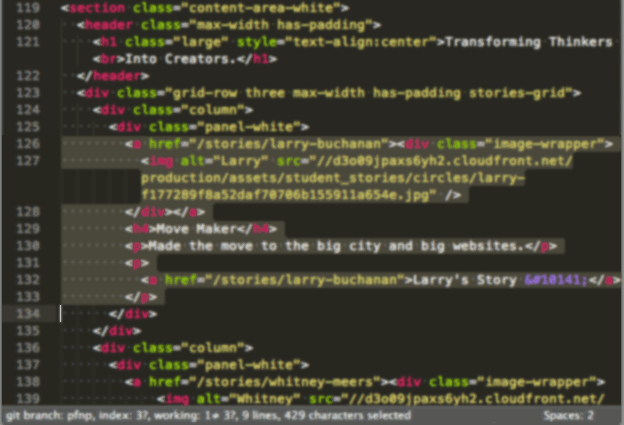 119 <section class="content-area-white">
120 <header class="max-width has-padding">
121 <h1 class="large" style="text-align:center">Transforming Thinkers
<br>Into Creators.</h1>
122 </header>
123 <div class="grid-row three max-width has-padding stories-grid">
124 <div class="column">
125 <div class="panel-white">
126 <a href="/stories/larry-buchanan"><div class="image-wrapper">
127 <img alt="Larry" src="//d3o09jpaxs6yh2.cloudfront.net/
production/assets/student_stories/circles/larry-
f177289f8a52daf70706b155911a654e.jpg" />
128 </div></a>
129 <h4>Move Maker</h4>
130 <p>Made the move to the big city and big websites.</p>
131 <p>
132 <a href="/stories/larry-buchanan">Larry's Story &#10141;</a>
133 </p>
134 </div>
135 </div>
136 <div class="column">
137 <div class="panel-white">
138 <a href="/stories/whitney-meers"><div class="image-wrapper">
139 <img alt="Whitney" src="//d3o09jpaxs6yh2.cloudfront.net/
git branch: pfnp, index: 3?, working: 1≠ 3?, 9 lines, 429 characters selected Spaces: 2